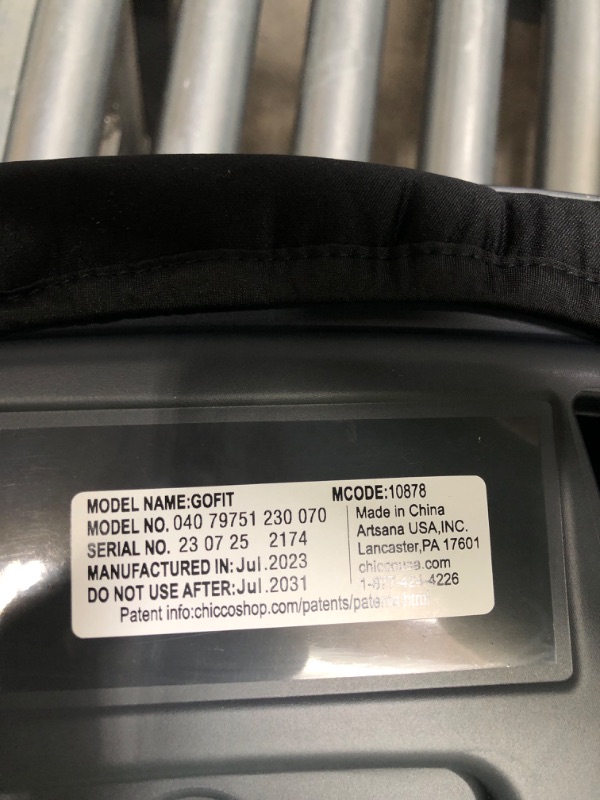 MODEL NAME:GOFIT MCODE:10878
MODEL NO. 040 79751 230 070
SERIAL NO. 23 07 25 2174
MANUFACTURED IN:Jul.2023
DO NOT USE AFTER:Jul.2031
Made in China
Artsana USA,INC.
Lancaster,PA 17601
Patent info:chiccoshop.com/patents/